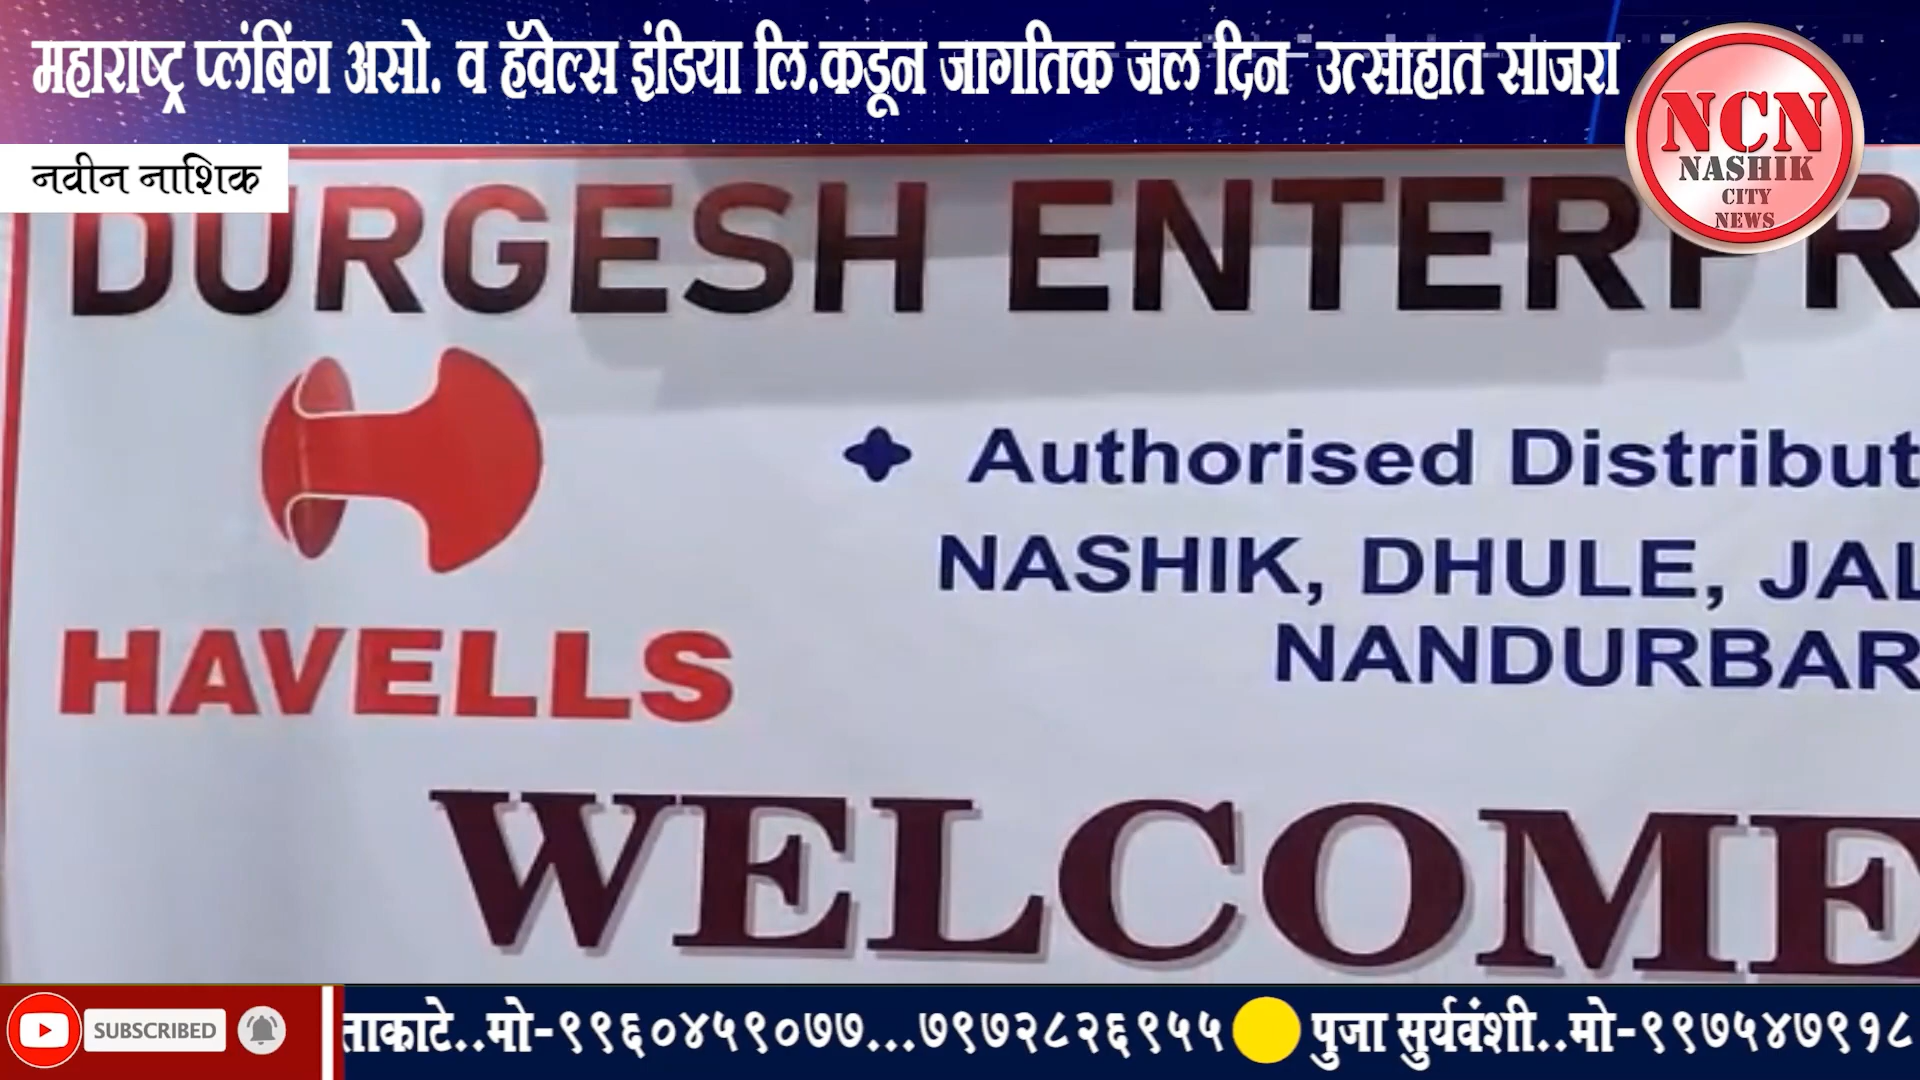 महाराष्ट्र प्लंबिंग असो. व हॅवेल्स इंडिया लि.कडून जागतिक जल दिन उत्साहात साजरा
NCN
NASHIK
CITY
NEWS
नवीन नाशिक
DURGESH ENTERPR
Authorised Distribut
NASHIK, DHULE, JAL
NANDURBAR
HAVELLS
WELCOME
SUBSCRIBED
ताकाटे..मो-९९६०४५९०७७...७९७२८२६९५५ पुजा सुर्यवंशी..मो-९९७५४७९१८